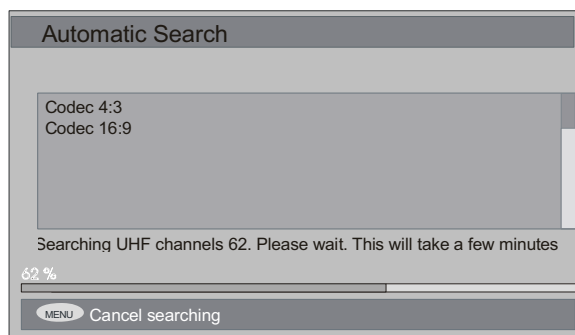 Automatic Search
Codec 4:3
Codec 16:9
Searching UHF channels 62. Please wait. This will take a few minutes
62 %
MENU Cancel searching